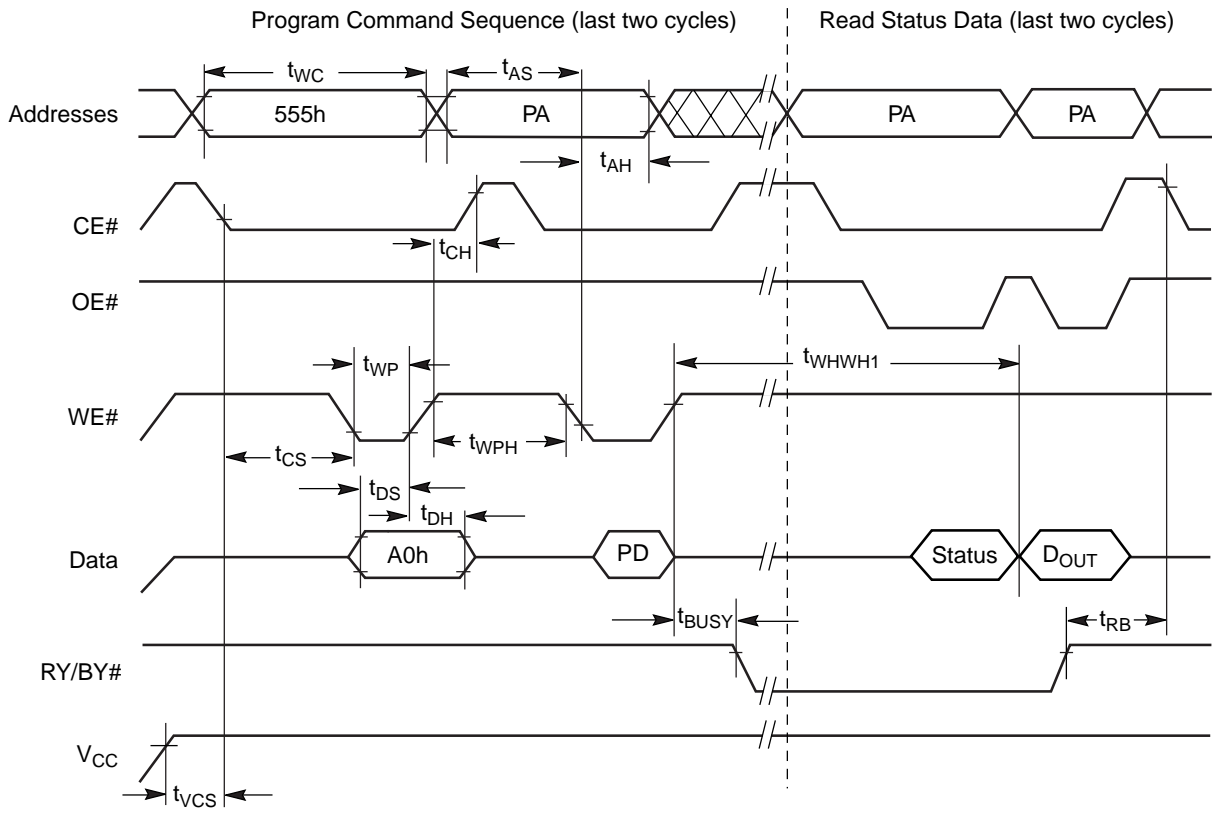 Program Command Sequence (last two cycles)
Read Status Data (last two cycles)
tWC
tAS
Addresses
555h
PA
PA
PA
tAH
CE#
tCH
OE#
tWP
tWHWH1
WE#
tWPH
tCS
tDS
tDH
Data
A0h
PD
Status
DOUT
tBUSY
tRB
RY/BY#
VCC
tVCS